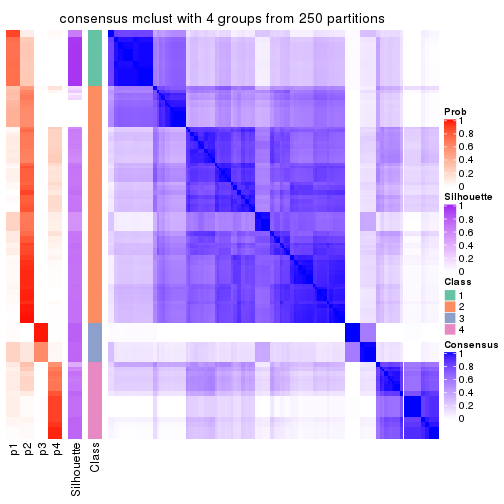 consensus mclust with 4 groups from 250 partitions
Prob
1
0.8
0.6
0.4
0.2
0
Silhouette
1
0.8
0.6
0.4
0.2
0
Class
1
2
3
4
Consensus
1
0.8
0.6
0.4
0.2
0
p1
p2
p3
p4
Silhouette
Class